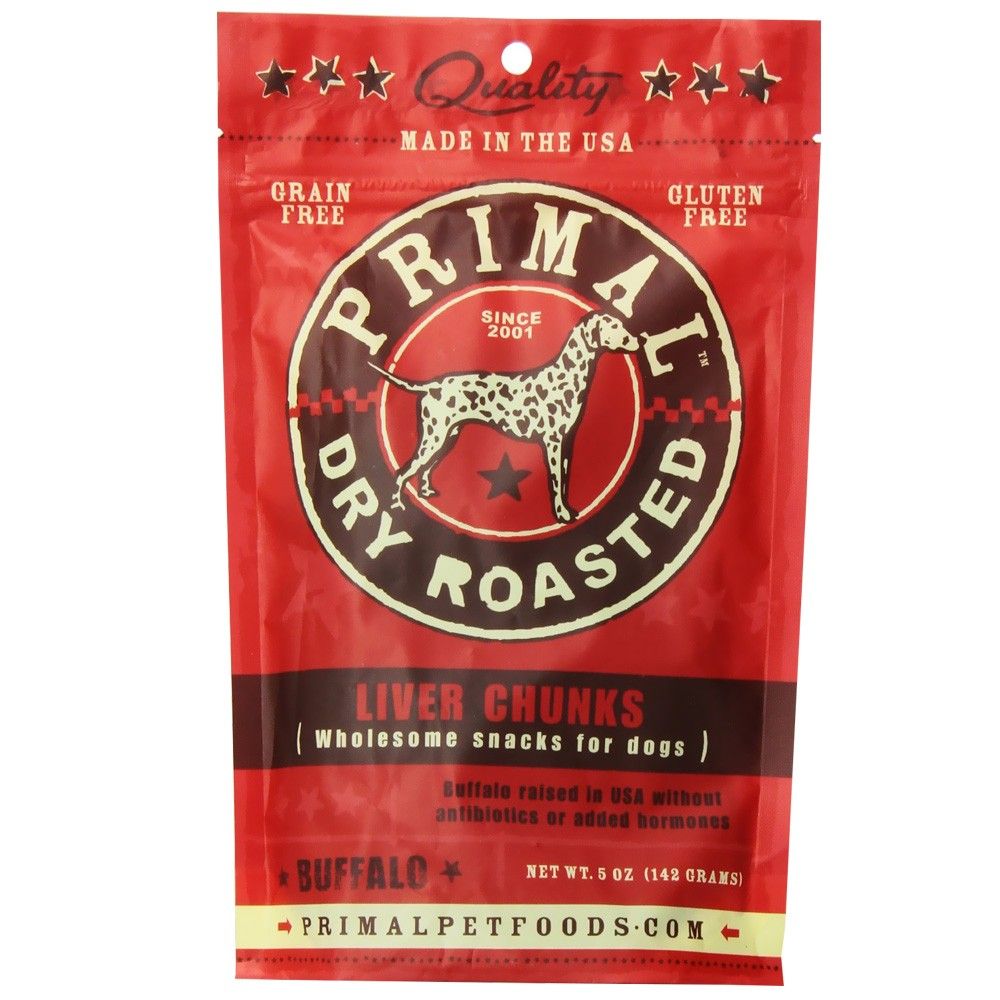 Quality
MADE IN THE USA
GRAIN
FREE
GLUTEN
FREE
PRIMAL™
SINCE
2001
DRY ROASTED
LIVER CHUNKS
( Wholesome snacks for dogs )
Buffalo raised in USA without
antibiotics or added hormones
BUFFALO
NET WT. 5 OZ (142 GRAMS)
PRIMALPETFOODS.COM